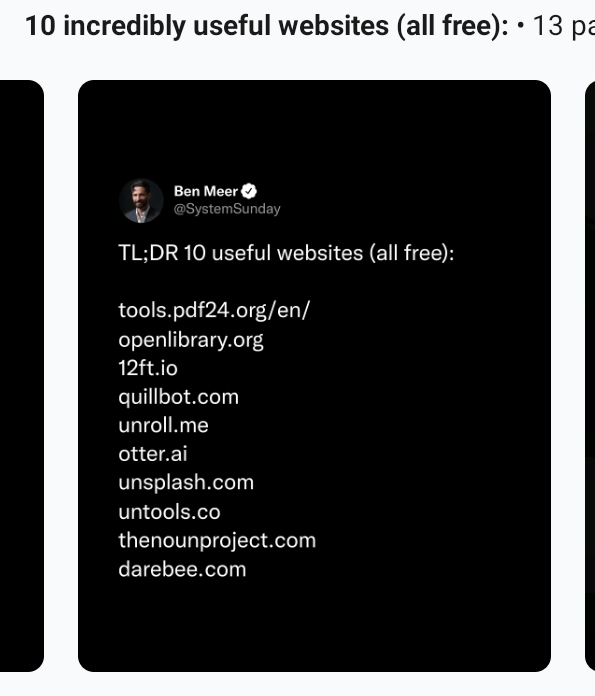 10 incredibly useful websites (all free): • 13 pa
Ben Meer
@SystemSunday
TL;DR 10 useful websites (all free):
tools.pdf24.org/en/
openlibrary.org
12ft.io
quillbot.com
unroll.me
otter.ai
unsplash.com
untools.co
thenounproject.com
darebee.com